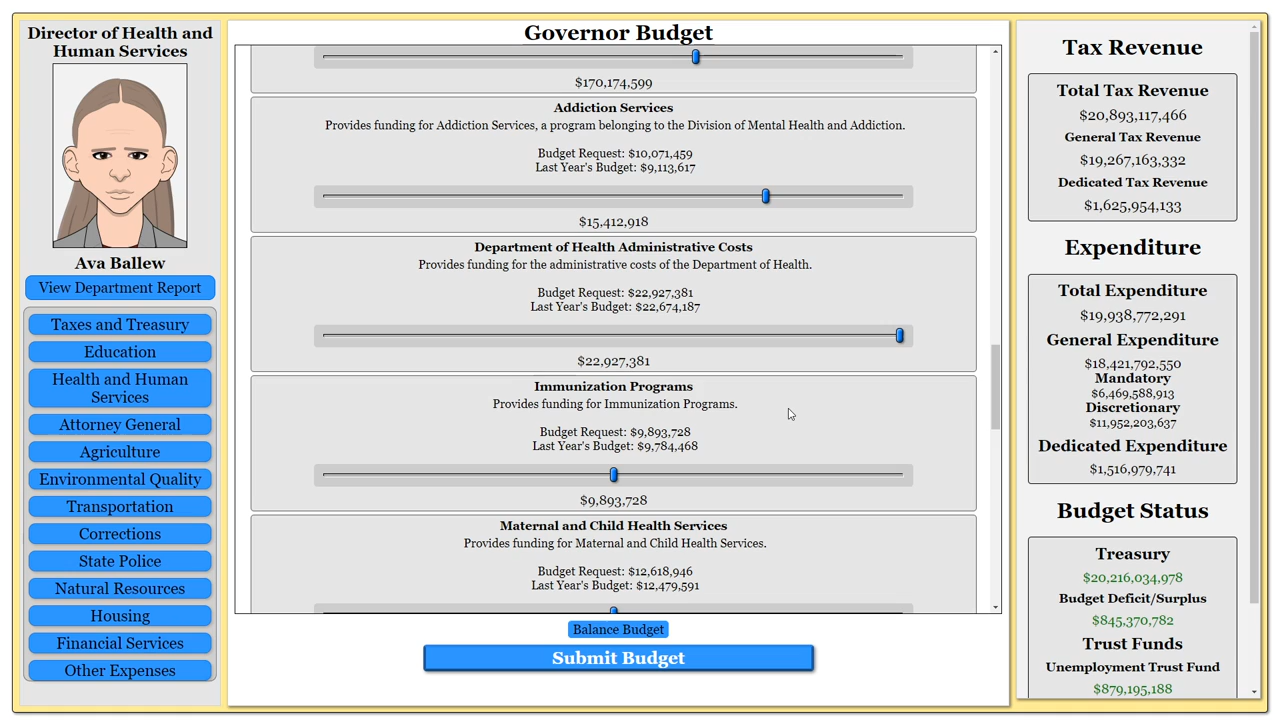 Director of Health and
Human Services
Ava Ballew
View Department Report
Taxes and Treasury
Education
Health and Human
Services
Attorney General
Agriculture
Environmental Quality
Transportation
Corrections
State Police
Natural Resources
Housing
Financial Services
Other Expenses
Governor Budget
$170,174,599
Addiction Services
Provides funding for Addiction Services, a program belonging to the Division of Mental Health and Addiction.
Budget Request: $10,071,459
Last Year's Budget: $9,113,617
$15,412,918
Department of Health Administrative Costs
Provides funding for the administrative costs of the Department of Health.
Budget Request: $22,927,381
Last Year's Budget: $22,674,187
$22,927,381
Immunization Programs
Provides funding for Immunization Programs.
Budget Request: $9,893,728
Last Year's Budget: $9,784,468
$9,893,728
Maternal and Child Health Services
Provides funding for Maternal and Child Health Services.
Budget Request: $12,618,946
Last Year's Budget: $12,479,591
Balance Budget
Submit Budget
Tax Revenue
Total Tax Revenue
$20,893,117,466
General Tax Revenue
$19,267,163,332
Dedicated Tax Revenue
$1,625,954,133
Expenditure
Total Expenditure
$19,938,772,291
General Expenditure
$18,421,792,550
Mandatory
$6,469,588,913
Discretionary
$11,952,203,637
Dedicated Expenditure
$1,516,979,741
Budget Status
Treasury
$20,216,034,978
Budget Deficit/Surplus
$845,370,782
Trust Funds
Unemployment Trust Fund
$879,195,188